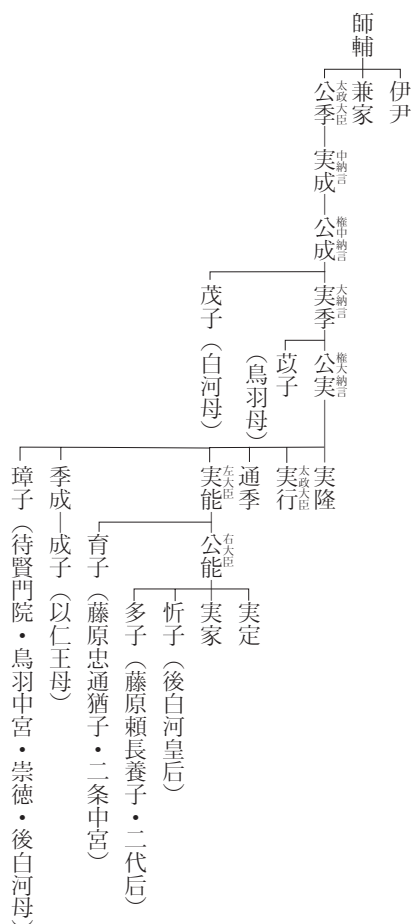 師輔
伊尹
兼家
公季 太政大臣
実成 中納言
公成 権中納言
実季 大納言
茂子（白河母）
公実 権大納言
苡子
（鳥羽母）
実隆
実行 太政大臣
通季
実能 左大臣
季成―成子（以仁王母）
璋子（待賢門院・鳥羽中宮・崇徳・後白河母）
公能 右大臣
育子（藤原忠通猶子・二条中宮）
実定
実家
忻子（後白河皇后）
多子（藤原頼長養子・二代后）